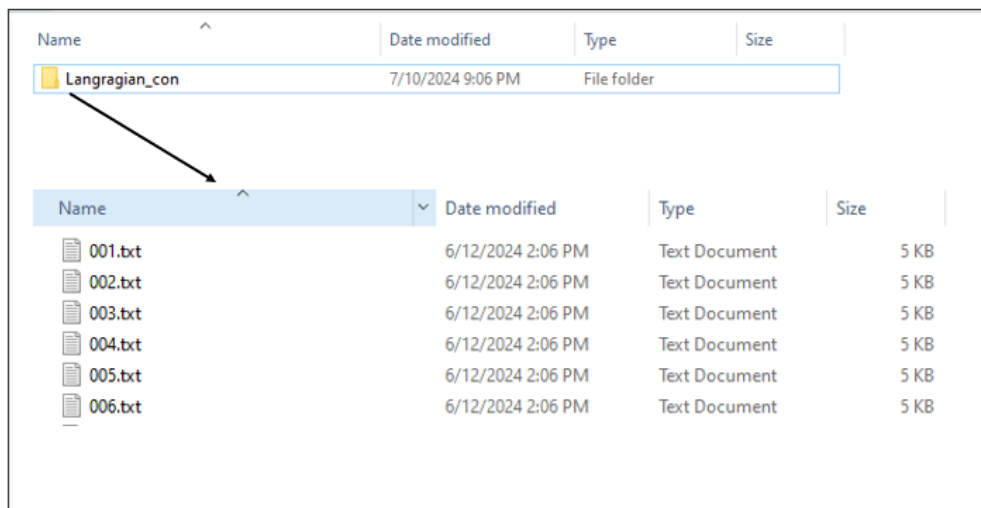 Name Date modified Type Size
Langragian_con 7/10/2024 9:06 PM File folder
Name Date modified Type Size
001.txt 6/12/2024 2:06 PM Text Document 5 KB
002.txt 6/12/2024 2:06 PM Text Document 5 KB
003.txt 6/12/2024 2:06 PM Text Document 5 KB
004.txt 6/12/2024 2:06 PM Text Document 5 KB
005.txt 6/12/2024 2:06 PM Text Document 5 KB
006.txt 6/12/2024 2:06 PM Text Document 5 KB